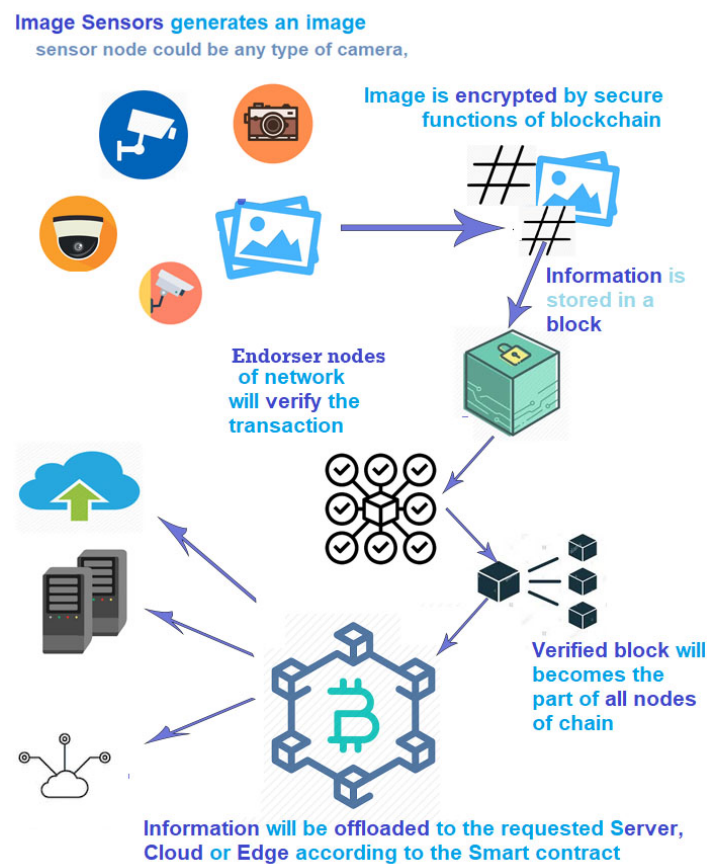 Image Sensors generates an image
sensor node could be any type of camera,
Image is encrypted by secure
functions of blockchain
Information is
stored in a
block
Endorser nodes
of network
will verify the
transaction
Verified block will
becomes the
part of all nodes
of chain
Information will be offloaded to the requested Server,
Cloud or Edge according to the Smart contract